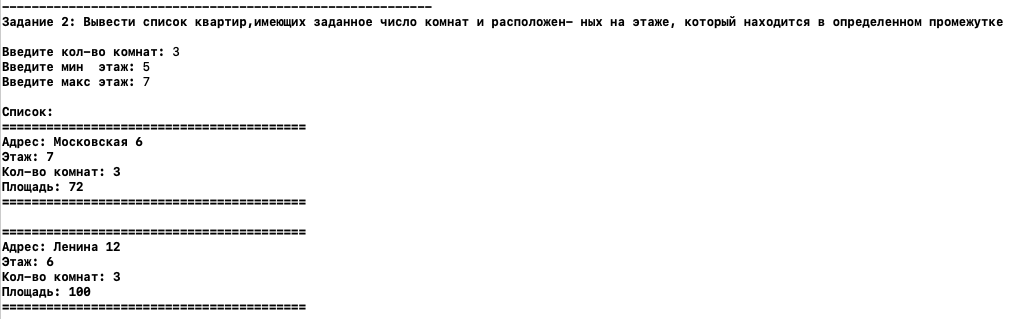 ----------------------------------------------------------
Задание 2: Вывести список квартир,имеющих заданное число комнат и расположен- ных на этаже, который находится в определенном промежутке
Введите кол-во комнат: 3
Введите мин  этаж: 5
Введите макс этаж: 7
Список:
=========================================
Адрес: Московская 6
Этаж: 7
Кол-во комнат: 3
Площадь: 72
=========================================
=========================================
Адрес: Ленина 12
Этаж: 6
Кол-во комнат: 3
Площадь: 100
=========================================